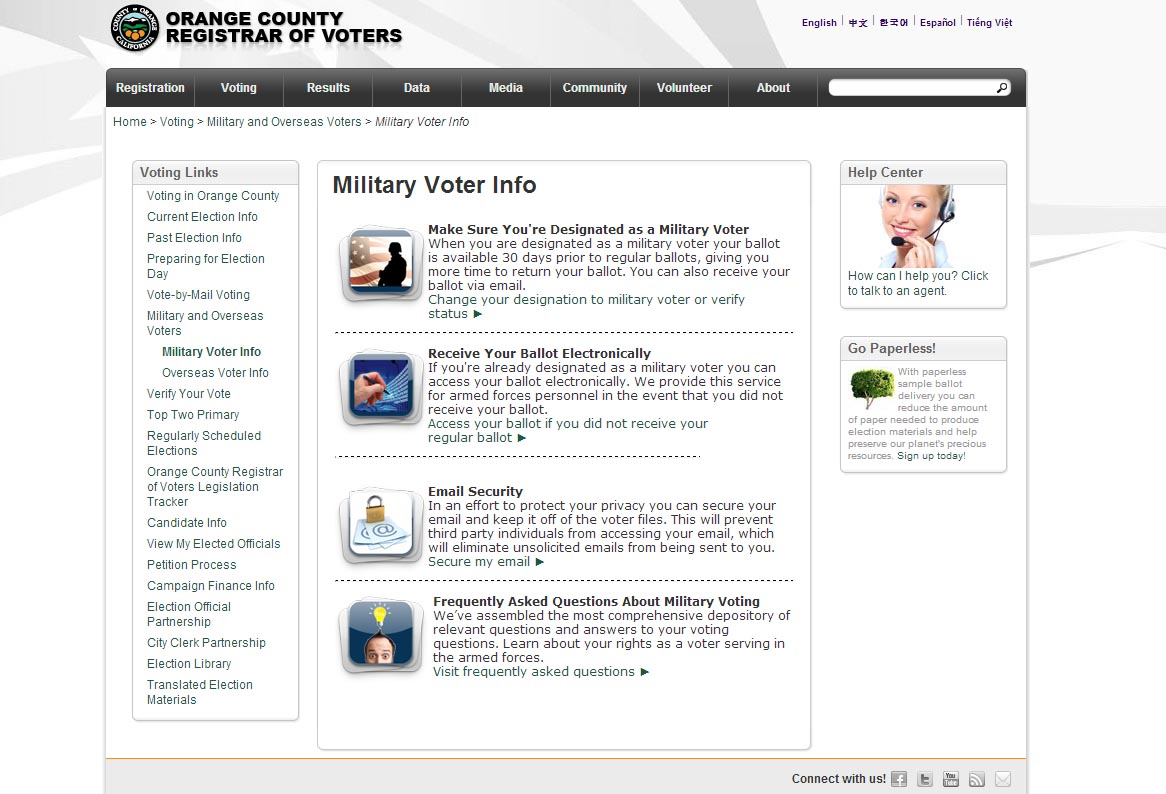 ORANGE COUNTY
REGISTRAR OF VOTERS
English 中文 한국어 Español Tiếng Việt
Registration Voting Results Data Media Community Volunteer About
Home > Voting > Military and Overseas Voters > Military Voter Info
Voting Links
Voting in Orange County
Current Election Info
Past Election Info
Preparing for Election
Day
Vote-by-Mail Voting
Military and Overseas
Voters
Military Voter Info
Overseas Voter Info
Verify Your Vote
Top Two Primary
Regularly Scheduled
Elections
Orange County Registrar
of Voters Legislation
Tracker
Candidate Info
View My Elected Officials
Petition Process
Campaign Finance Info
Election Official
Partnership
City Clerk Partnership
Election Library
Translated Election
Materials
Military Voter Info
Make Sure You're Designated as a Military Voter
When you are designated as a military voter your ballot
is available 30 days prior to regular ballots, giving you
more time to return your ballot. You can also receive your
ballot via email.
Change your designation to military voter or verify
status ►
Receive Your Ballot Electronically
If you're already designated as a military voter you can
access your ballot electronically. We provide this service
for armed forces personnel in the event that you did not
receive your ballot.
Access your ballot if you did not receive your
regular ballot ►
Email Security
In an effort to protect your privacy you can secure your
email and keep it off of the voter files. This will prevent
third party individuals from accessing your email, which
will eliminate unsolicited emails from being sent to you.
Secure my email ►
Frequently Asked Questions About Military Voting
We’ve assembled the most comprehensive depository of
relevant questions and answers to your voting
questions. Learn about your rights as a voter serving in
the armed forces.
Visit frequently asked questions ►
Help Center
How can I help you? Click
to talk to an agent.
Go Paperless!
With paperless
sample ballot
delivery you can
reduce the amount
of paper needed to produce
election materials and help
preserve our planet's precious
resources. Sign up today!
Connect with us!